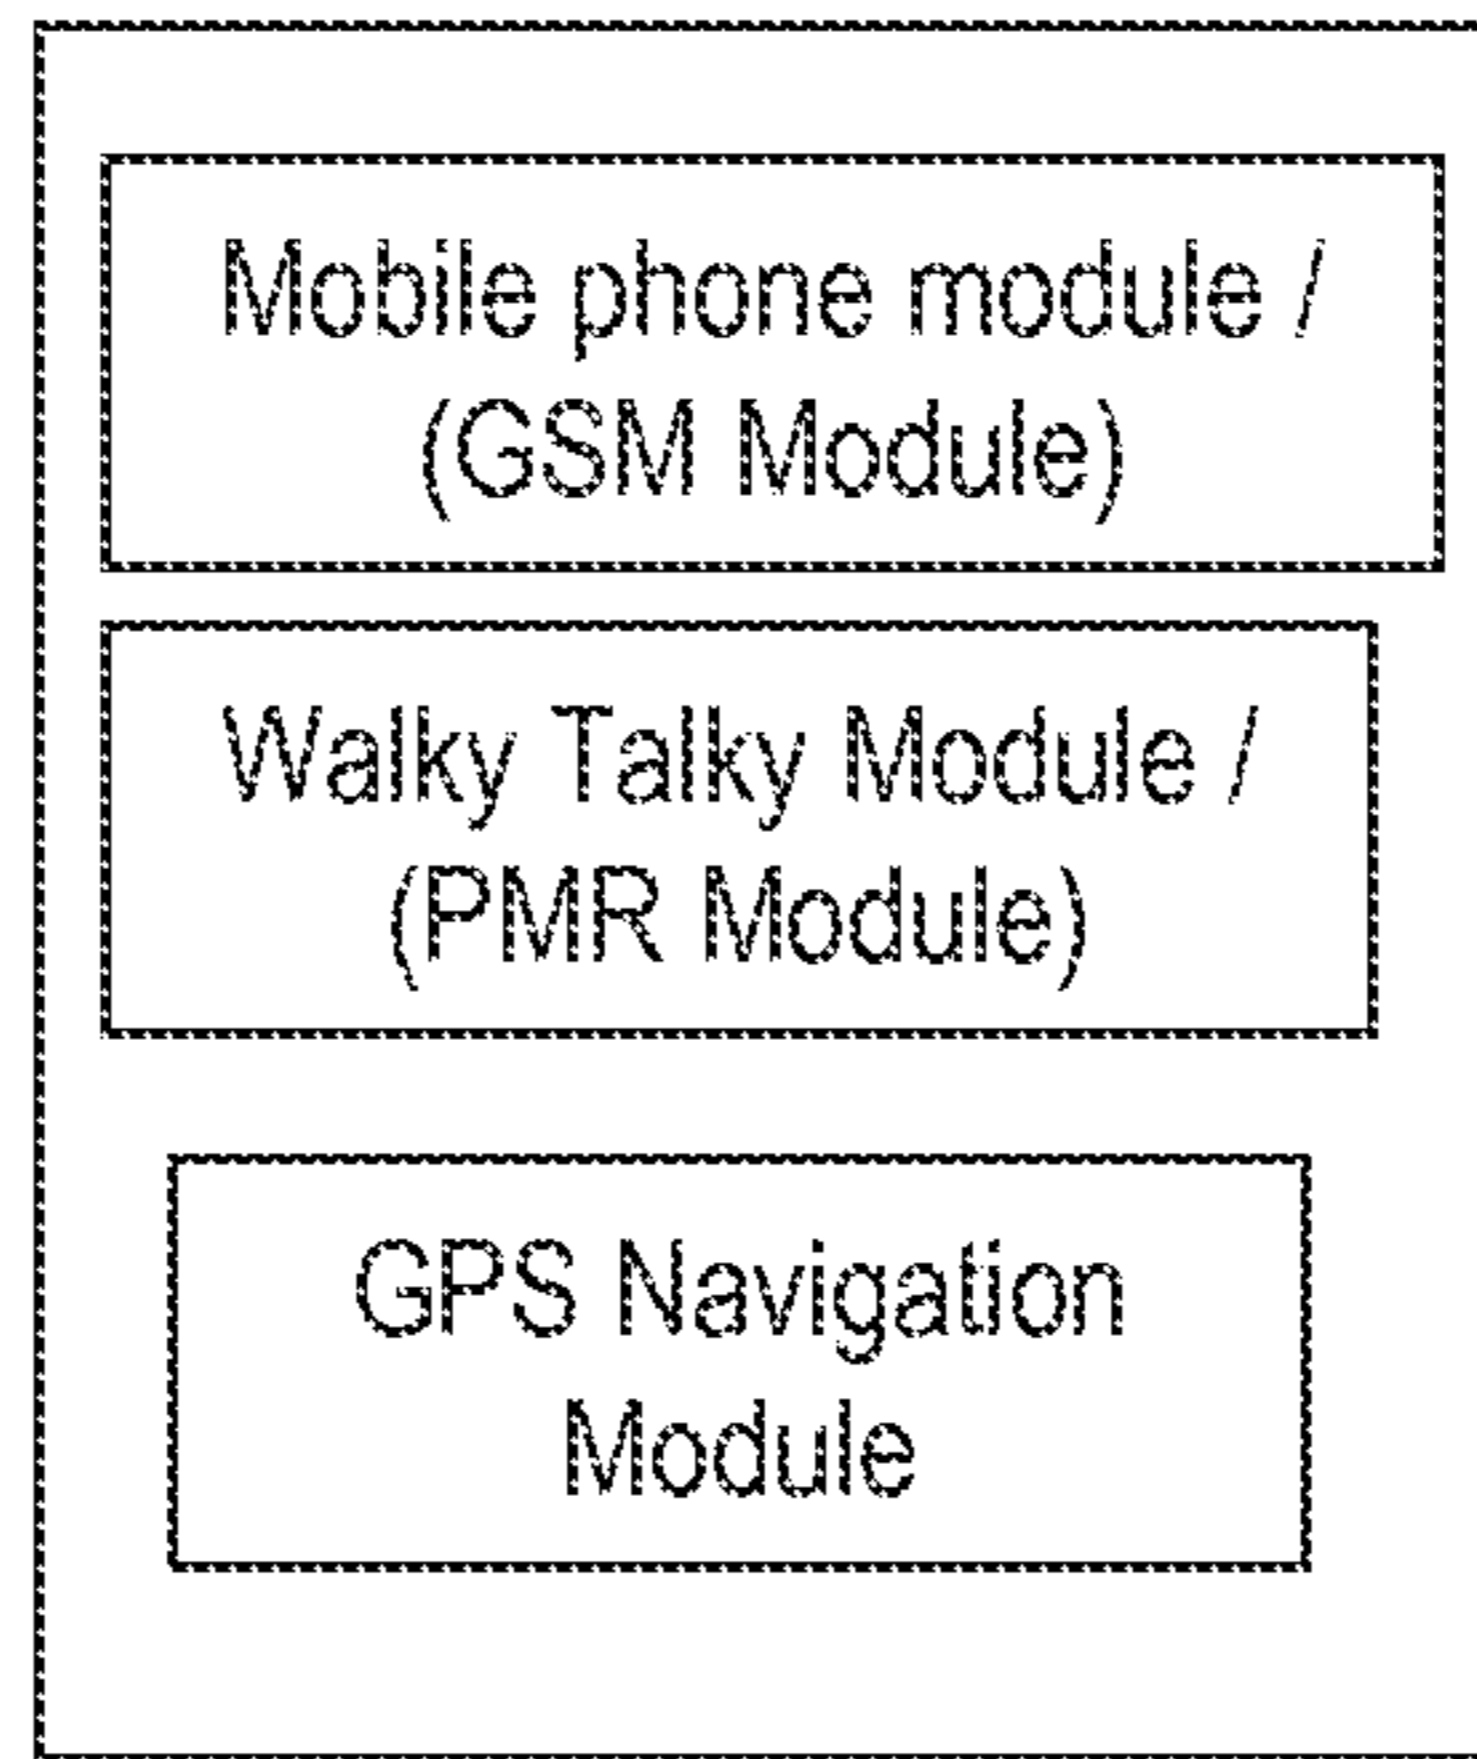 Mobile phone module /
(GSM Module)
Walky Talky Module /
(PMR Module)
GPS Navigation
Module